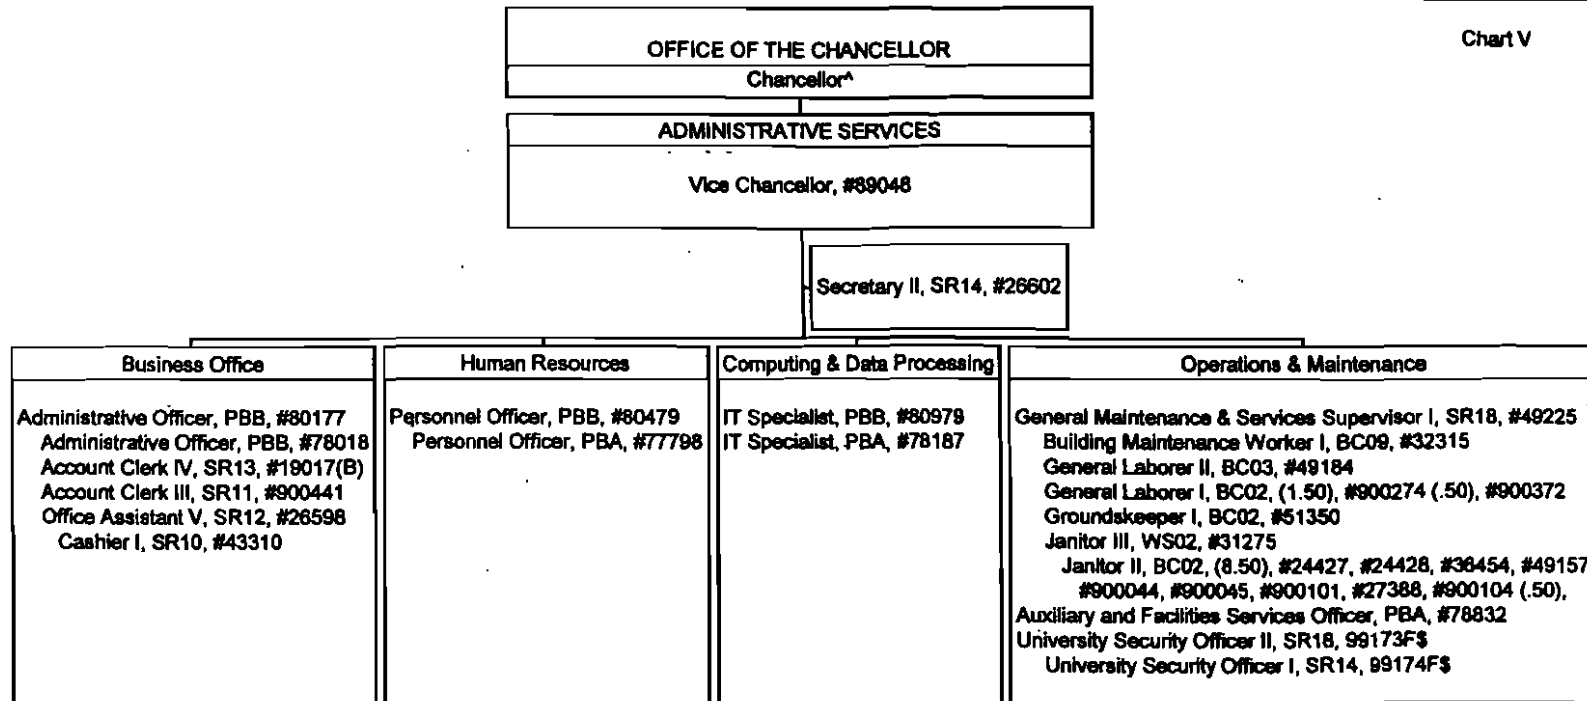 Chart V
OFFICE OF THE CHANCELLOR
Chancellor^
ADMINISTRATIVE SERVICES
Vice Chancellor, #89048
Secretary II, SR14, #26602
Business Office
Administrative Officer, PBB, #80177
Administrative Officer, PBB, #78018
Account Clerk IV, SR13, #19017(B)
Account Clerk III, SR11, #900441
Office Assistant V, SR12, #26598
Cashier I, SR10, #43310
Human Resources
Personnel Officer, PBB, #80479
Personnel Officer, PBA, #77798
Computing & Data Processing
IT Specialist, PBB, #80979
IT Specialist, PBA, #78187
Operations & Maintenance
General Maintenance & Services Supervisor I, SR18, #49225
Building Maintenance Worker I, BC09, #32315
General Laborer II, BC03, #49184
General Laborer I, BC02, (1.50), #900274 (.50), #900372
Groundskeeper I, BC02, #51350
Janitor III, WS02, #31275
Janitor II, BC02, (8.50), #24427, #24428, #36454, #49157
#900044, #900045, #900101, #27388, #900104 (.50),
Auxiliary and Facilities Services Officer, PBA, #78832
University Security Officer II, SR18, 99173F$
University Security Officer I, SR14, 99174F$